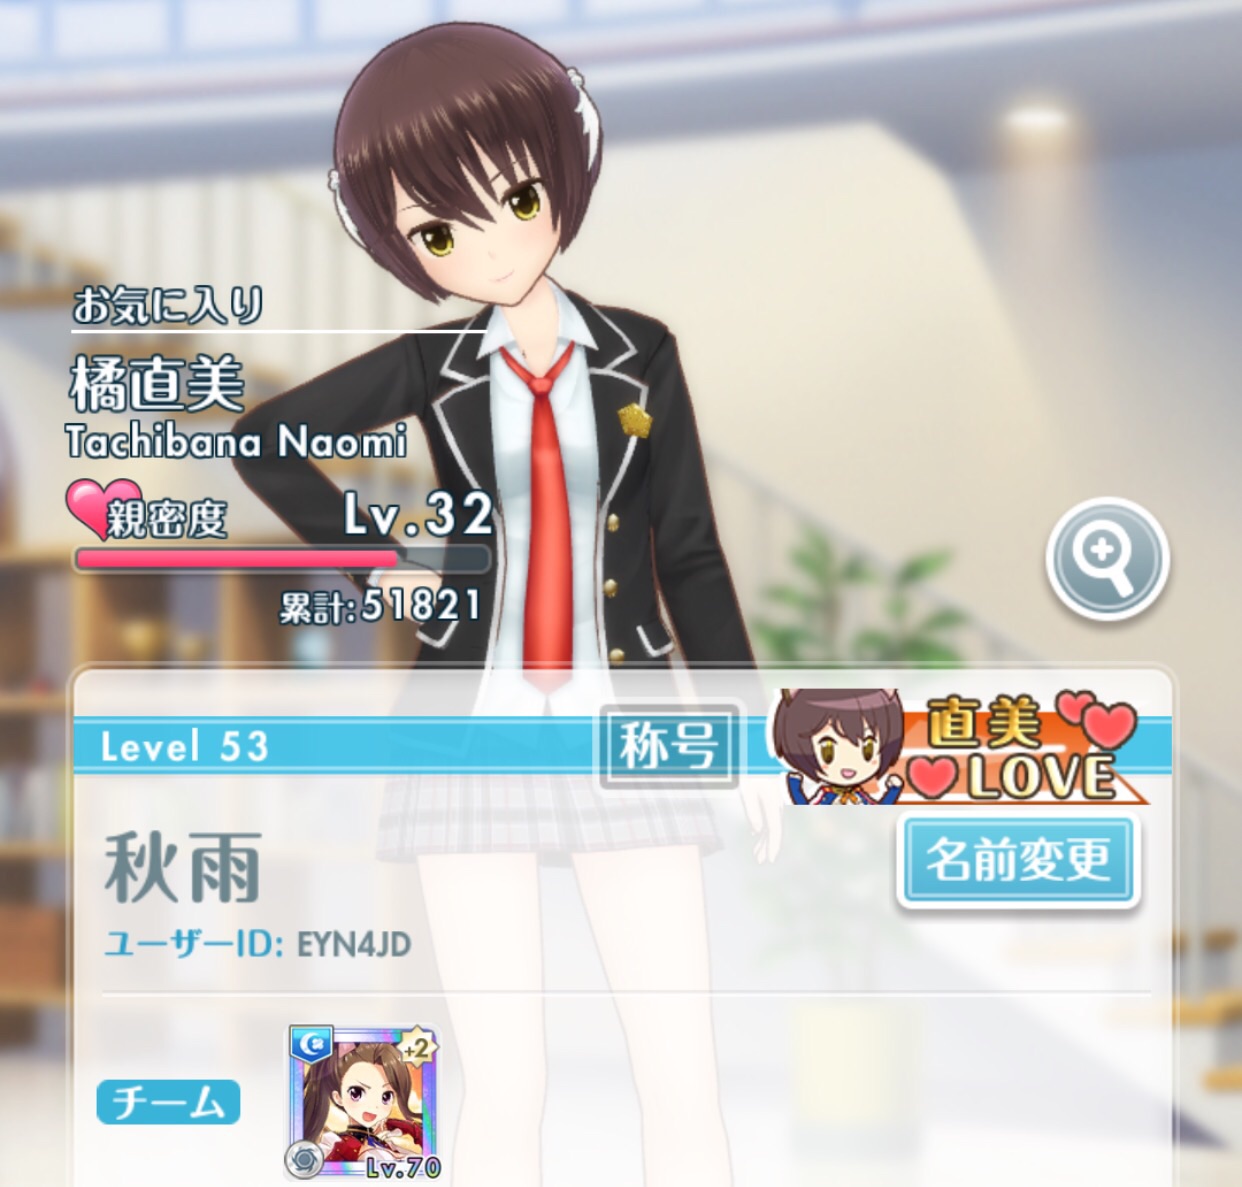 お気に入り
橘直美
Tachibana Naomi
親密度 Lv.32
累計:51821
Level 53
称号
直美
LOVE
秋雨
名前変更
ユーザーID: EYN4JD
+2
チーム
Lv.70